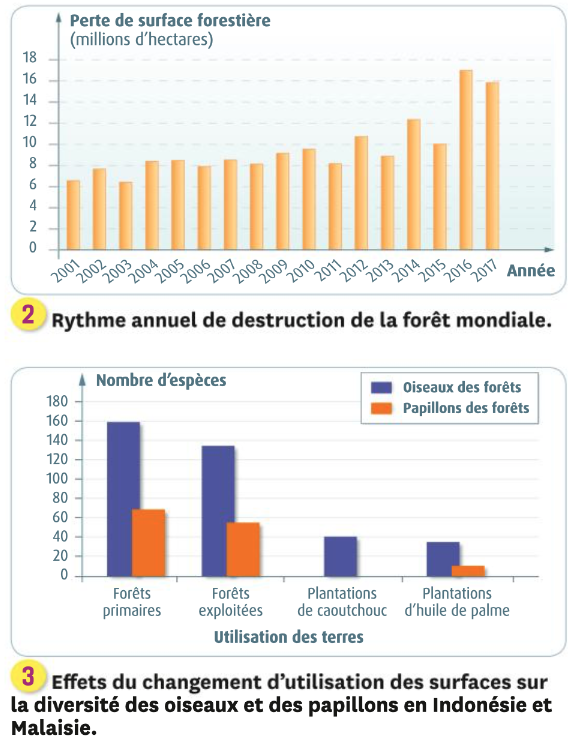 Perte de surface forestière
(millions d'hectares)
18
16
14
12
10
8
6
4
2
0
2001 2002 2003 2004 2005 2006 2007 2008 2009 2010 2011 2012 2013 2014 2015 2016 2017 Année
2 Rythme annuel de destruction de la forêt mondiale.
Nombre d'espèces
Oiseaux des forêts
Papillons des forêts
180
160
140
120
100
80
60
40
20
0
Forêts
primaires
Forêts
exploitées
Plantations
de caoutchouc
Plantations
d'huile de palme
Utilisation des terres
3 Effets du changement d'utilisation des surfaces sur
la diversité des oiseaux et des papillons en Indonésie et
Malaisie.